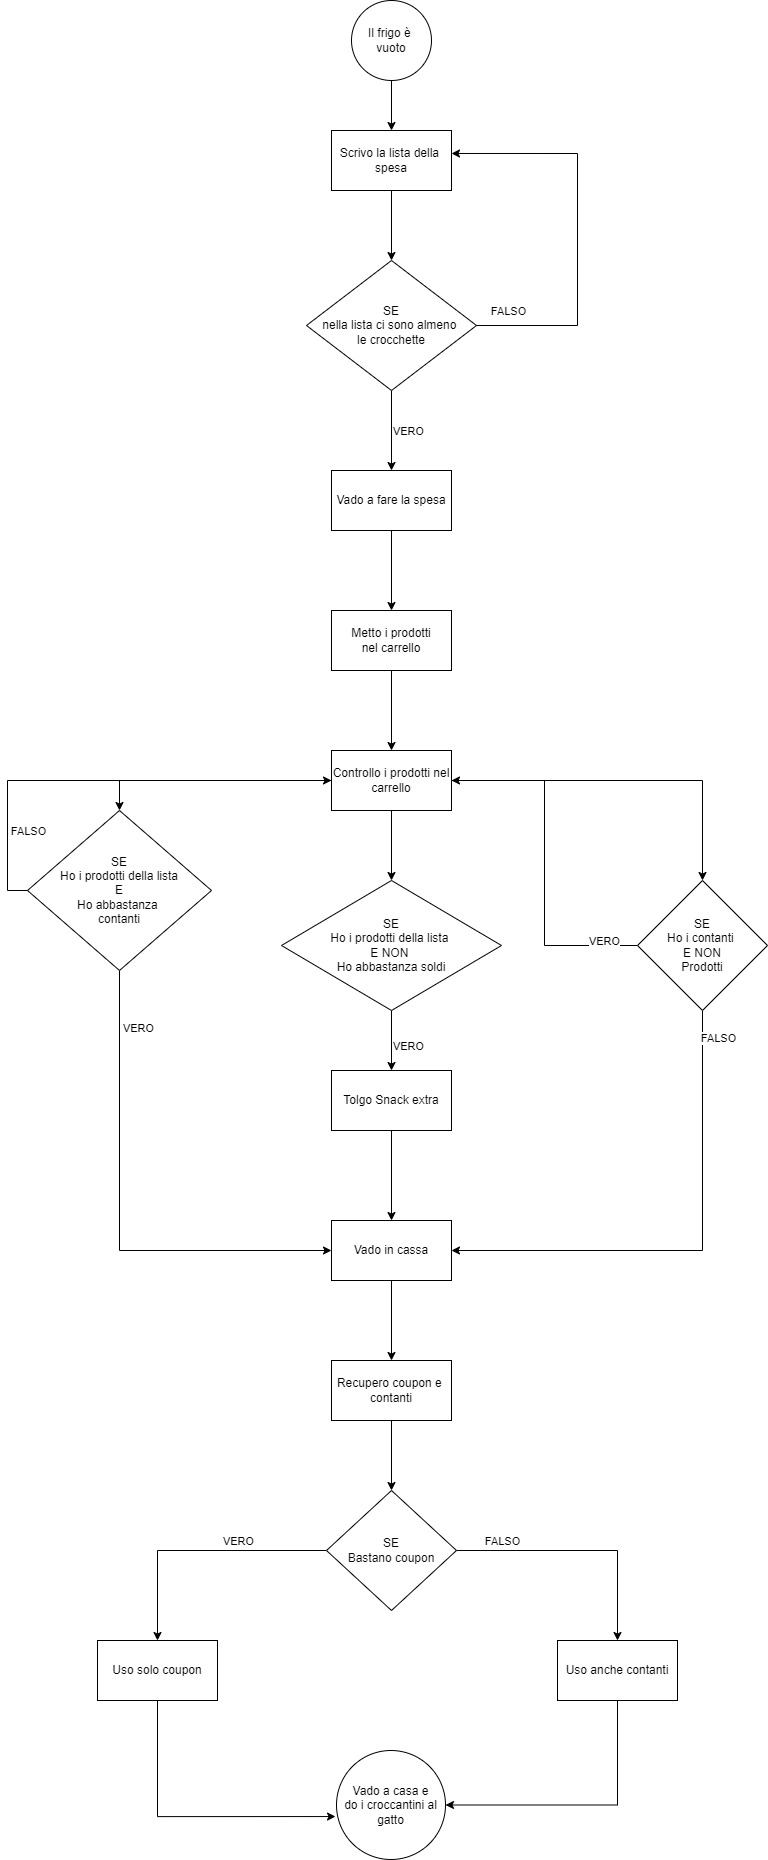 Il frigo è
vuoto
Scrivo la lista della
spesa
SE
nella lista ci sono almeno
le crocchette
FALSO
VERO
Vado a fare la spesa
Metto i prodotti
nel carrello
Controllo i prodotti nel
carrello
FALSO
SE
Ho i prodotti della lista
E
Ho abbastanza
contanti
SE
Ho i prodotti della lista
E NON
Ho abbastanza soldi
VERO
SE
Ho i contanti
E NON
Prodotti
VERO
VERO
FALSO
Tolgo Snack extra
Vado in cassa
Recupero coupon e
contanti
SE
Bastano coupon
VERO
FALSO
Uso solo coupon
Uso anche contanti
Vado a casa e
do i croccantini al
gatto